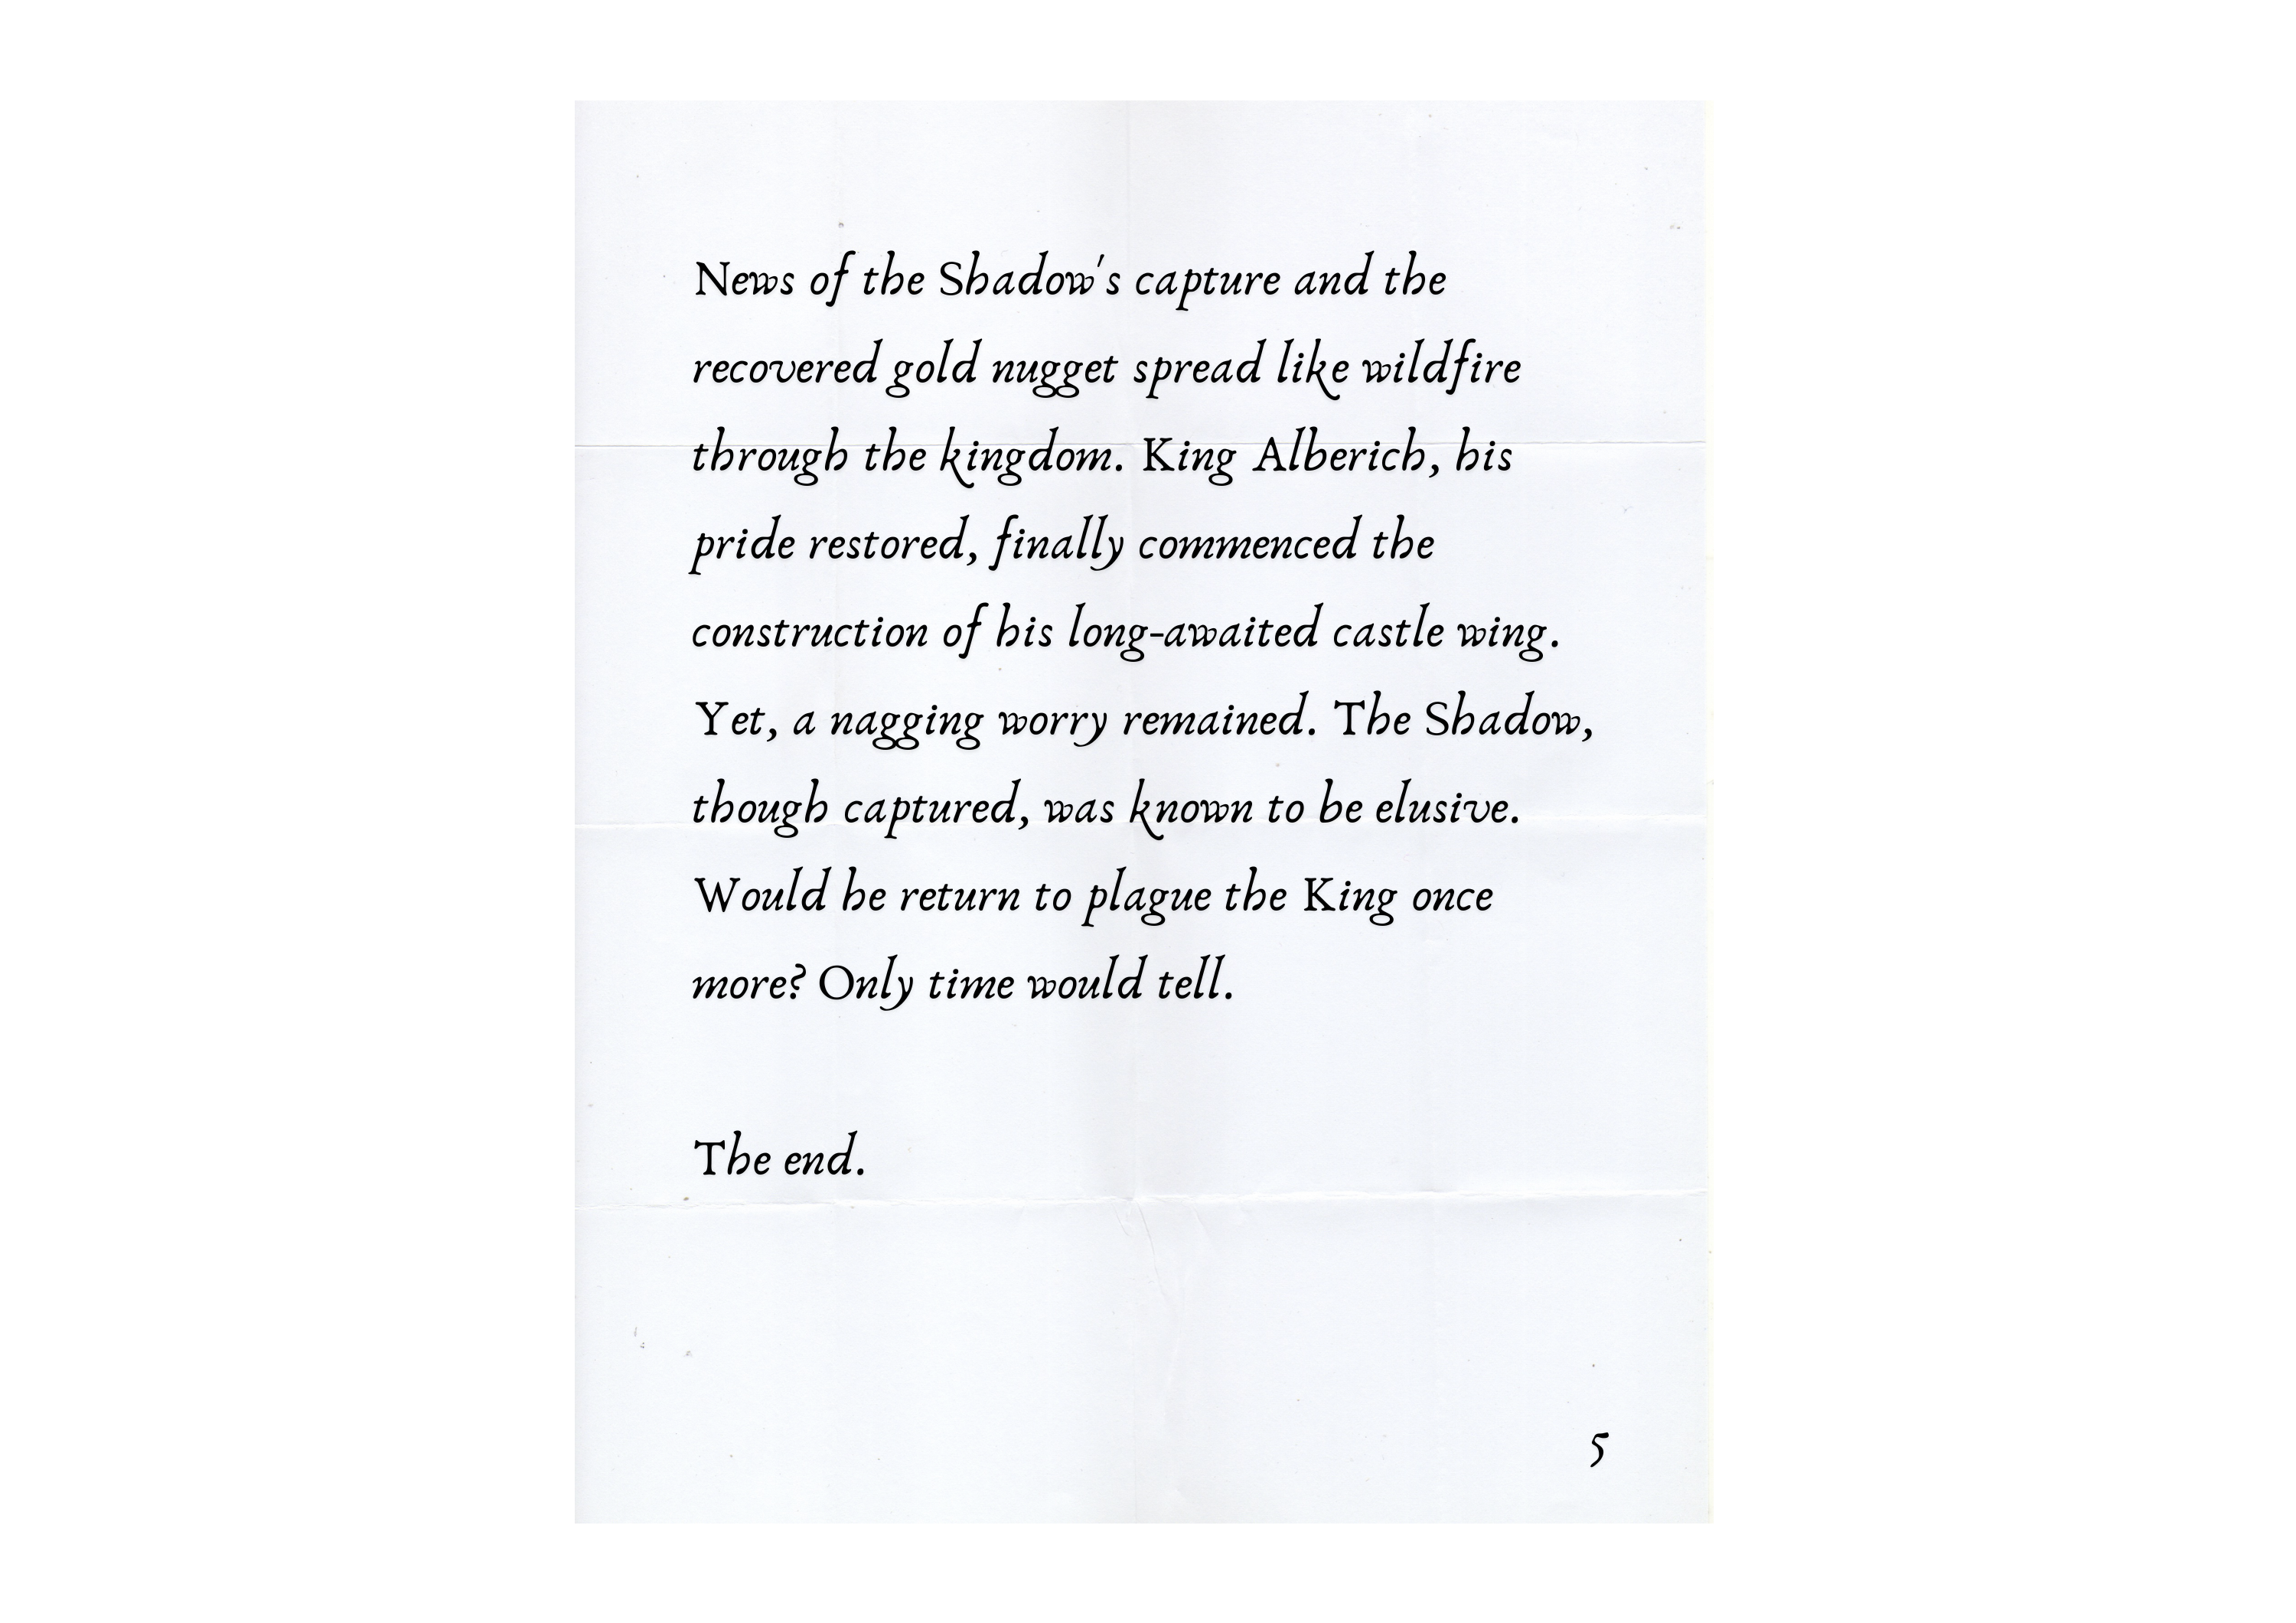 News of the Shadow's capture and the
recovered gold nugget spread like wildfire
through the kingdom. King Alberich, his
pride restored, finally commenced the
construction of his long-awaited castle wing.
Yet, a nagging worry remained. The Shadow,
though captured, was known to be elusive.
Would he return to plague the King once
more? Only time would tell.
The end.
5